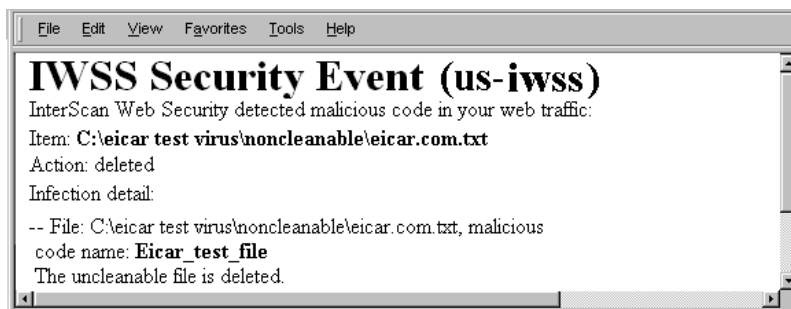 File Edit View Favorites Tools Help
IWSS Security Event (us-iwss)
InterScan Web Security detected malicious code in your web traffic:
Item: C:\eicar test virus\noncleanable\eicar.com.txt
Action: deleted
Infection detail:
-- File: C:\eicar test virus\noncleanable\eicar.com.txt, malicious
code name: Eicar_test_file
The uncleanable file is deleted.